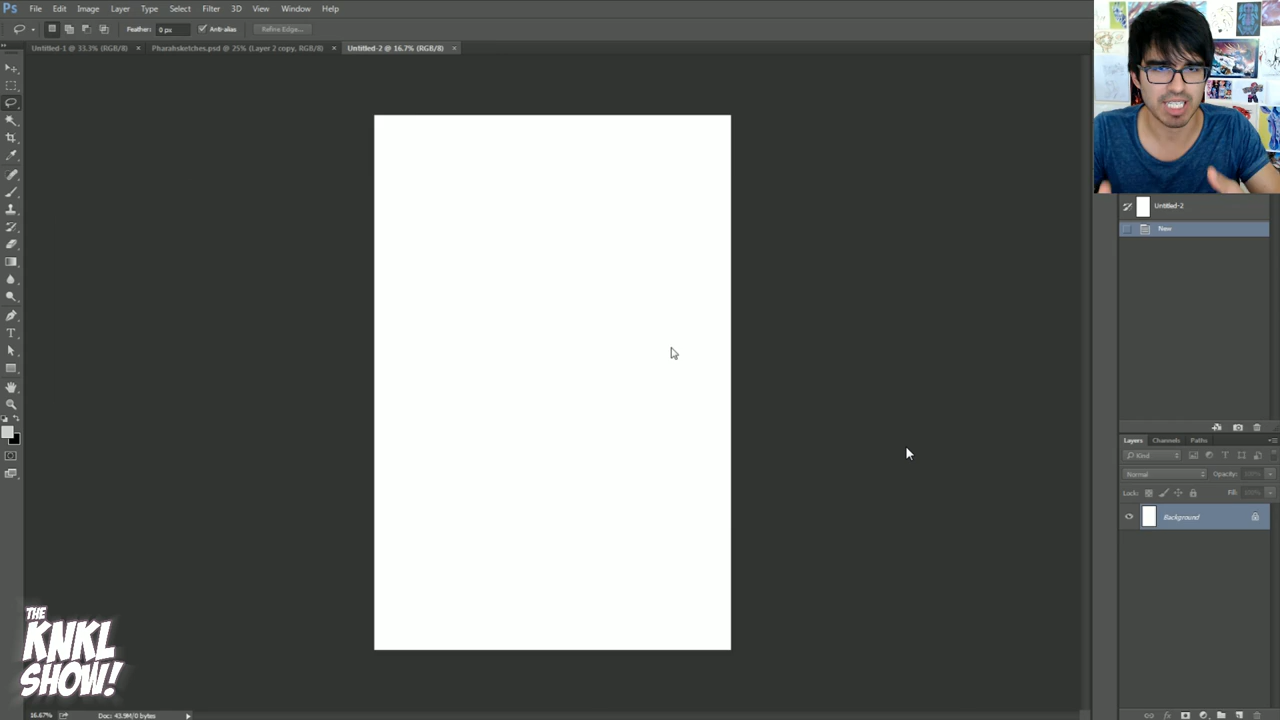 Ps File Edit Image Layer Type Select Filter 3D View Window Help
Feather: 0 px Anti-alias Refine Edge...
Untitled-1 @ 33.3% (RGB/8) × Pharahsketches.psd @ 25% (Layer 2 copy, RGB/8) × Untitled-2 @ 16.7% (RGB/8) ×
Untitled-2
New
Layers Channels Paths
Kind
Normal Opacity: 100%
Lock: Fill: 100%
Background
THE
KNKL
SHOW!
16.67% Doc: 43.9M/0 bytes